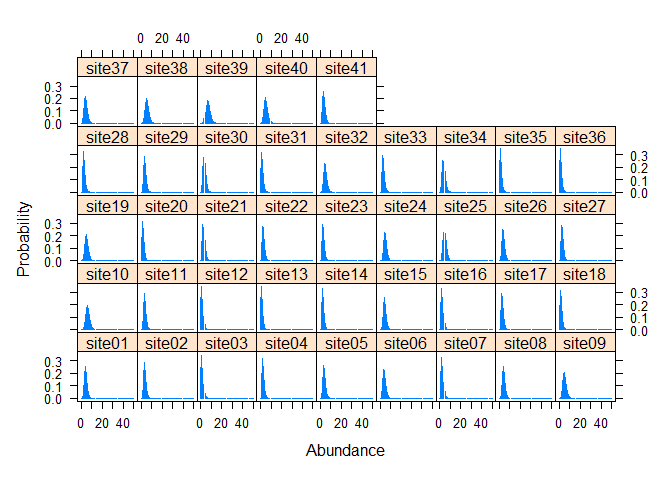 0 20 40 0 20 40
site37 site38 site39 site40 site41
0.3
0.2
0.1
0.0
site28 site29 site30 site31 site32 site33 site34 site35 site36
0.3
0.2
0.1
0.0
site19 site20 site21 site22 site23 site24 site25 site26 site27
0.3
0.2
0.1
0.0
site10 site11 site12 site13 site14 site15 site16 site17 site18
0.3
0.2
0.1
0.0
site01 site02 site03 site04 site05 site06 site07 site08 site09
0.3
0.2
0.1
0.0
0 20 40 0 20 40 0 20 40 0 20 40 0 20 40
Probability
Abundance